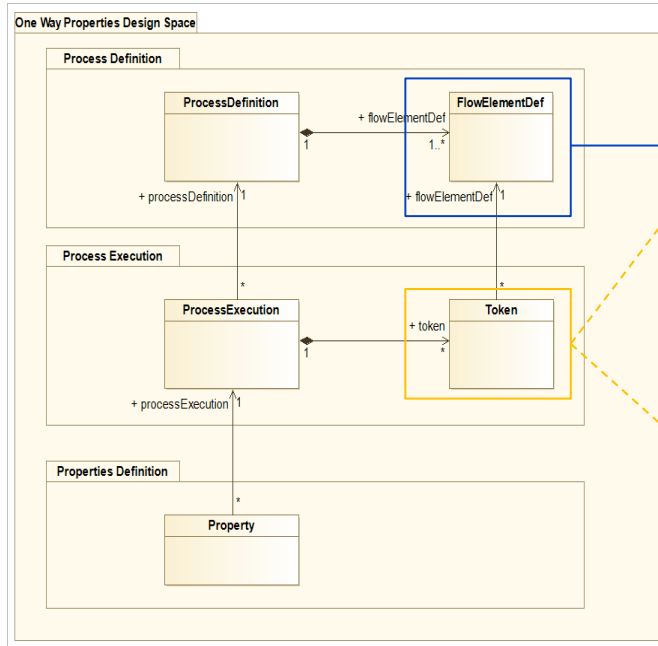 One Way Properties Design Space
Process Definition
ProcessDefinition
FlowElementDef
+ flowElementDef
1
1..*
+ processDefinition
1
+ flowElementDef
1
*
*
Process Execution
ProcessExecution
Token
+ token
1
*
+ processExecution
1
Properties Definition
*
Property